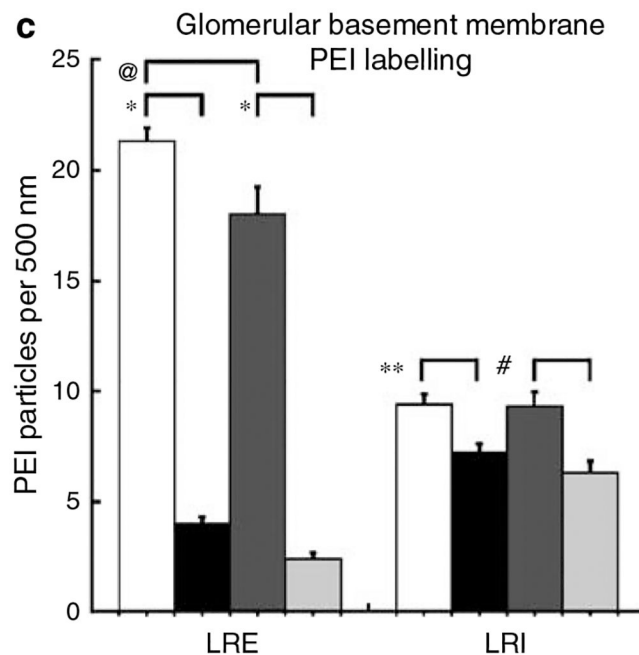 c
Glomerular basement membrane
PEI labelling
PEI particles per 500 nm
25
20
15
10
5
0
@
*
*
**
#
LRE
LRI